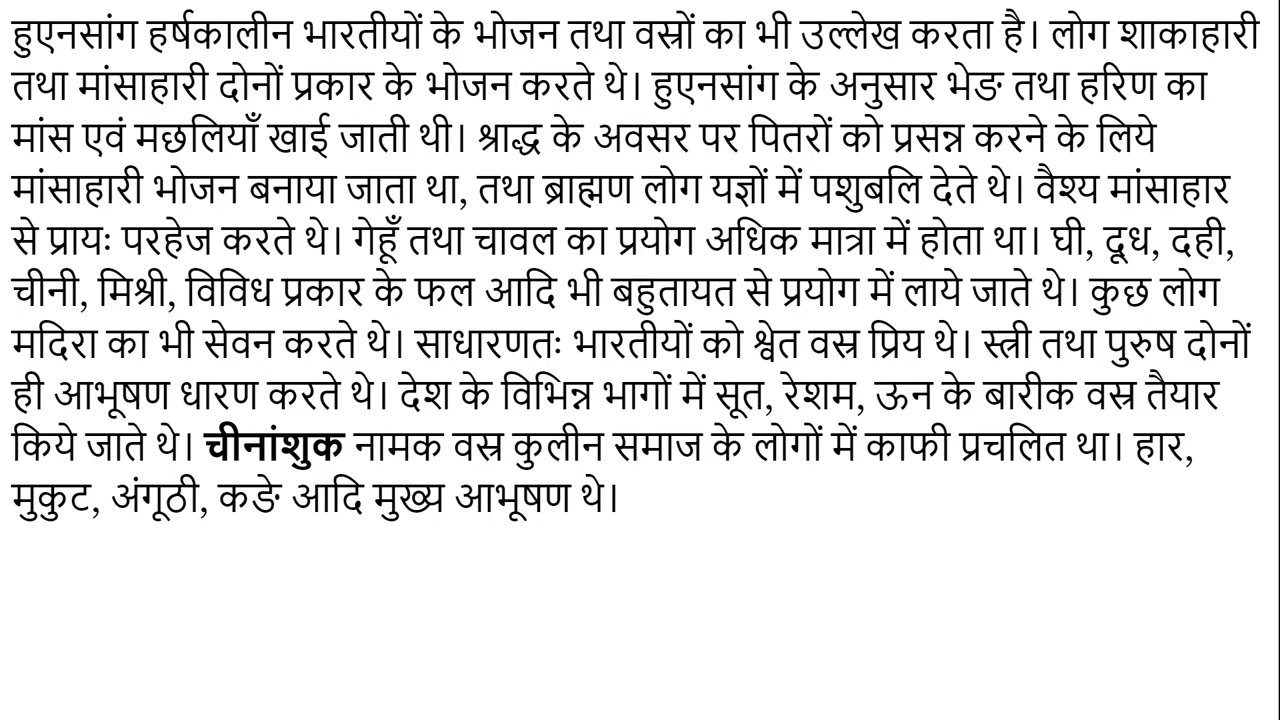 हुएनसांग हर्षकालीन भारतीयों के भोजन तथा वस्रों का भी उल्लेख करता है। लोग शाकाहारी
तथा मांसाहारी दोनों प्रकार के भोजन करते थे। हुएनसांग के अनुसार भेङ तथा हरिण का
मांस एवं मछलियाँ खाई जाती थी। श्राद्ध के अवसर पर पितरों को प्रसन्न करने के लिये
मांसाहारी भोजन बनाया जाता था, तथा ब्राह्मण लोग यज्ञों में पशुबलि देते थे। वैश्य मांसाहार
से प्रायः परहेज करते थे। गेहूँ तथा चावल का प्रयोग अधिक मात्रा में होता था। घी, दूध, दही,
चीनी, मिश्री, विविध प्रकार के फल आदि भी बहुतायत से प्रयोग में लाये जाते थे। कुछ लोग
मदिरा का भी सेवन करते थे। साधारणतः भारतीयों को श्वेत वस्र प्रिय थे। स्त्री तथा पुरुष दोनों
ही आभूषण धारण करते थे। देश के विभिन्न भागों में सूत, रेशम, ऊन के बारीक वस्र तैयार
किये जाते थे। चीनांशुक नामक वस्र कुलीन समाज के लोगों में काफी प्रचलित था। हार,
मुकुट, अंगूठी, कङे आदि मुख्य आभूषण थे।